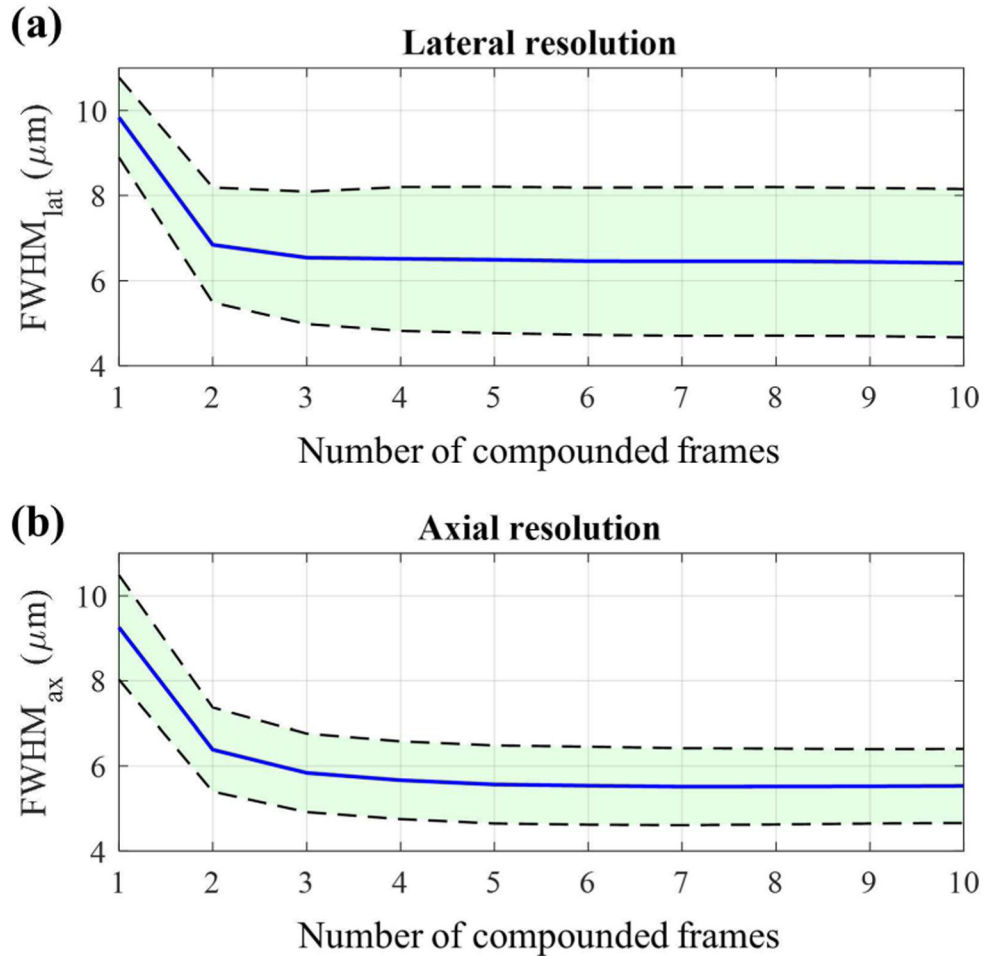 (a)
Lateral resolution
FWHM_lat (μm)
10
8
6
4
1 2 3 4 5 6 7 8 9 10
Number of compounded frames
(b)
Axial resolution
FWHM_ax (μm)
10
8
6
4
1 2 3 4 5 6 7 8 9 10
Number of compounded frames